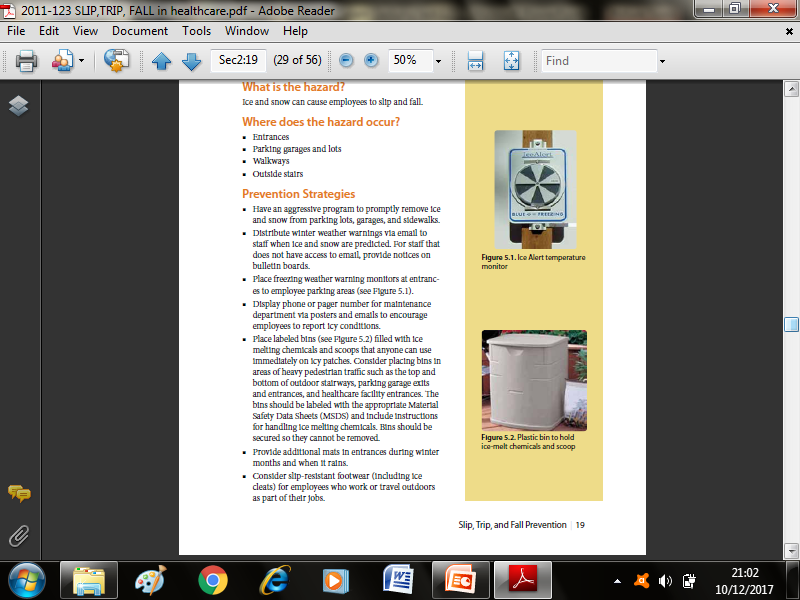 2011-123 SLIP,TRIP, FALL in healthcare.pdf - Adobe Reader
File Edit View Document Tools Window Help
Sec2:19 (29 of 56) 50% Find
What is the hazard?
Ice and snow can cause employees to slip and fall.
Where does the hazard occur?
▪ Entrances
▪ Parking garages and lots
▪ Walkways
▪ Outside stairs
Prevention Strategies
▪ Have an aggressive program to promptly remove ice
and snow from parking lots, garages, and sidewalks.
▪ Distribute winter weather warnings via email to
staff when ice and snow are predicted. For staff that
does not have access to email, provide notices on
bulletin boards.
▪ Place freezing weather warning monitors at entranc-
es to employee parking areas (see Figure 5.1).
▪ Display phone or pager number for maintenance
department via posters and emails to encourage
employees to report icy conditions.
▪ Place labeled bins (see Figure 5.2) filled with ice
melting chemicals and scoops that anyone can use
immediately on icy patches. Consider placing bins in
areas of heavy pedestrian traffic such as the top and
bottom of outdoor stairways, parking garage exits
and entrances, and healthcare facility entrances. The
bins should be labeled with the appropriate Material
Safety Data Sheets (MSDS) and include instructions
for handling ice melting chemicals. Bins should be
secured so they cannot be removed.
▪ Provide additional mats in entrances during winter
months and when it rains.
▪ Consider slip-resistant footwear (including ice
cleats) for employees who work or travel outdoors
as part of their jobs.
IceAlert
BLUE FREEZING
Figure 5.1. Ice Alert temperature
monitor
Figure 5.2. Plastic bin to hold
ice-melt chemicals and scoop
Slip, Trip, and Fall Prevention | 19
21:02
10/12/2017